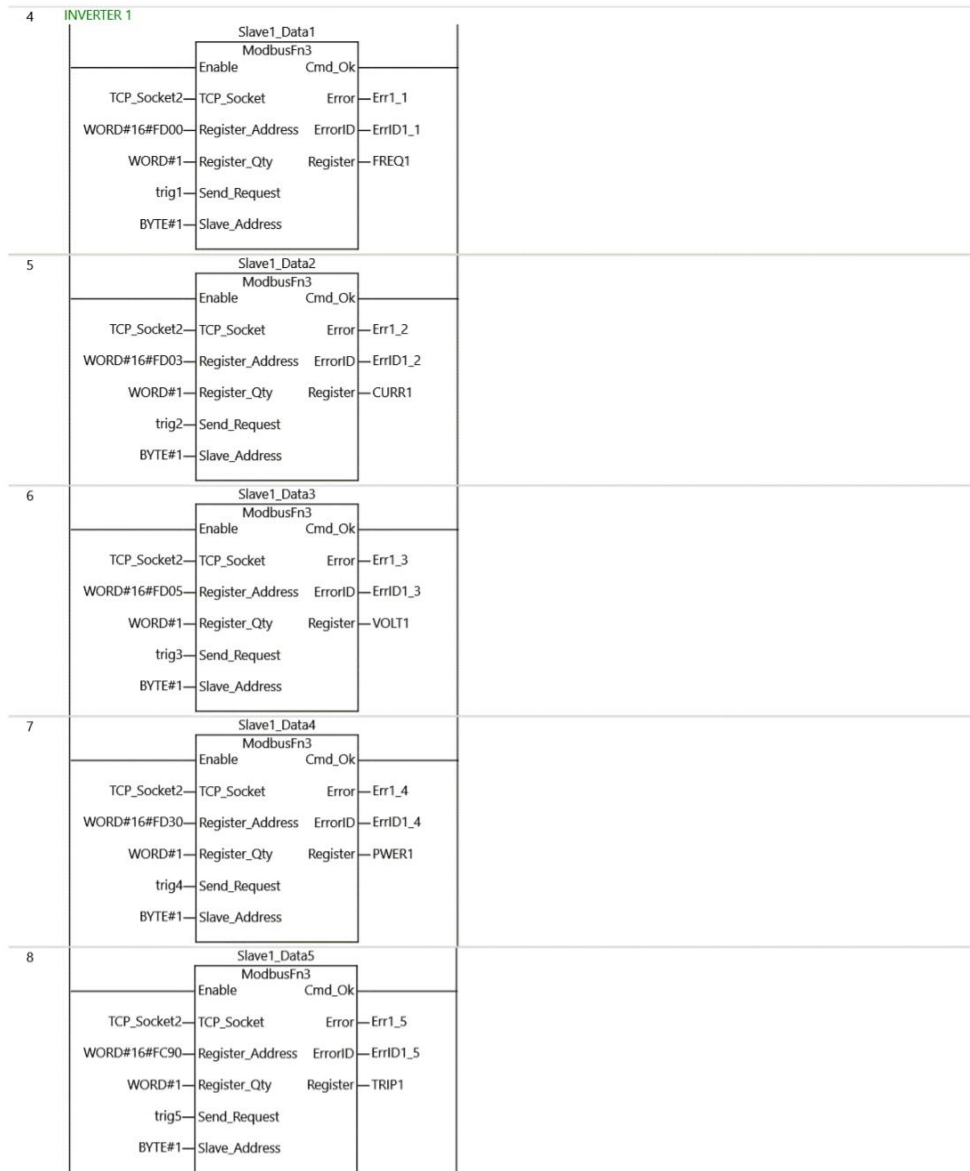 4 INVERTER 1
Slave1_Data1
ModbusFn3
Enable Cmd_Ok
TCP_Socket2 TCP_Socket Error Err1_1
WORD#16#FD00 Register_Address ErrorID ErrID1_1
WORD#1 Register_Qty Register FREQ1
trig1 Send_Request
BYTE#1 Slave_Address
5 Slave1_Data2
ModbusFn3
Enable Cmd_Ok
TCP_Socket2 TCP_Socket Error Err1_2
WORD#16#FD03 Register_Address ErrorID ErrID1_2
WORD#1 Register_Qty Register CURR1
trig2 Send_Request
BYTE#1 Slave_Address
6 Slave1_Data3
ModbusFn3
Enable Cmd_Ok
TCP_Socket2 TCP_Socket Error Err1_3
WORD#16#FD05 Register_Address ErrorID ErrID1_3
WORD#1 Register_Qty Register VOLT1
trig3 Send_Request
BYTE#1 Slave_Address
7 Slave1_Data4
ModbusFn3
Enable Cmd_Ok
TCP_Socket2 TCP_Socket Error Err1_4
WORD#16#FD30 Register_Address ErrorID ErrID1_4
WORD#1 Register_Qty Register PWER1
trig4 Send_Request
BYTE#1 Slave_Address
8 Slave1_Data5
ModbusFn3
Enable Cmd_Ok
TCP_Socket2 TCP_Socket Error Err1_5
WORD#16#FC90 Register_Address ErrorID ErrID1_5
WORD#1 Register_Qty Register TRIP1
trig5 Send_Request
BYTE#1 Slave_Address